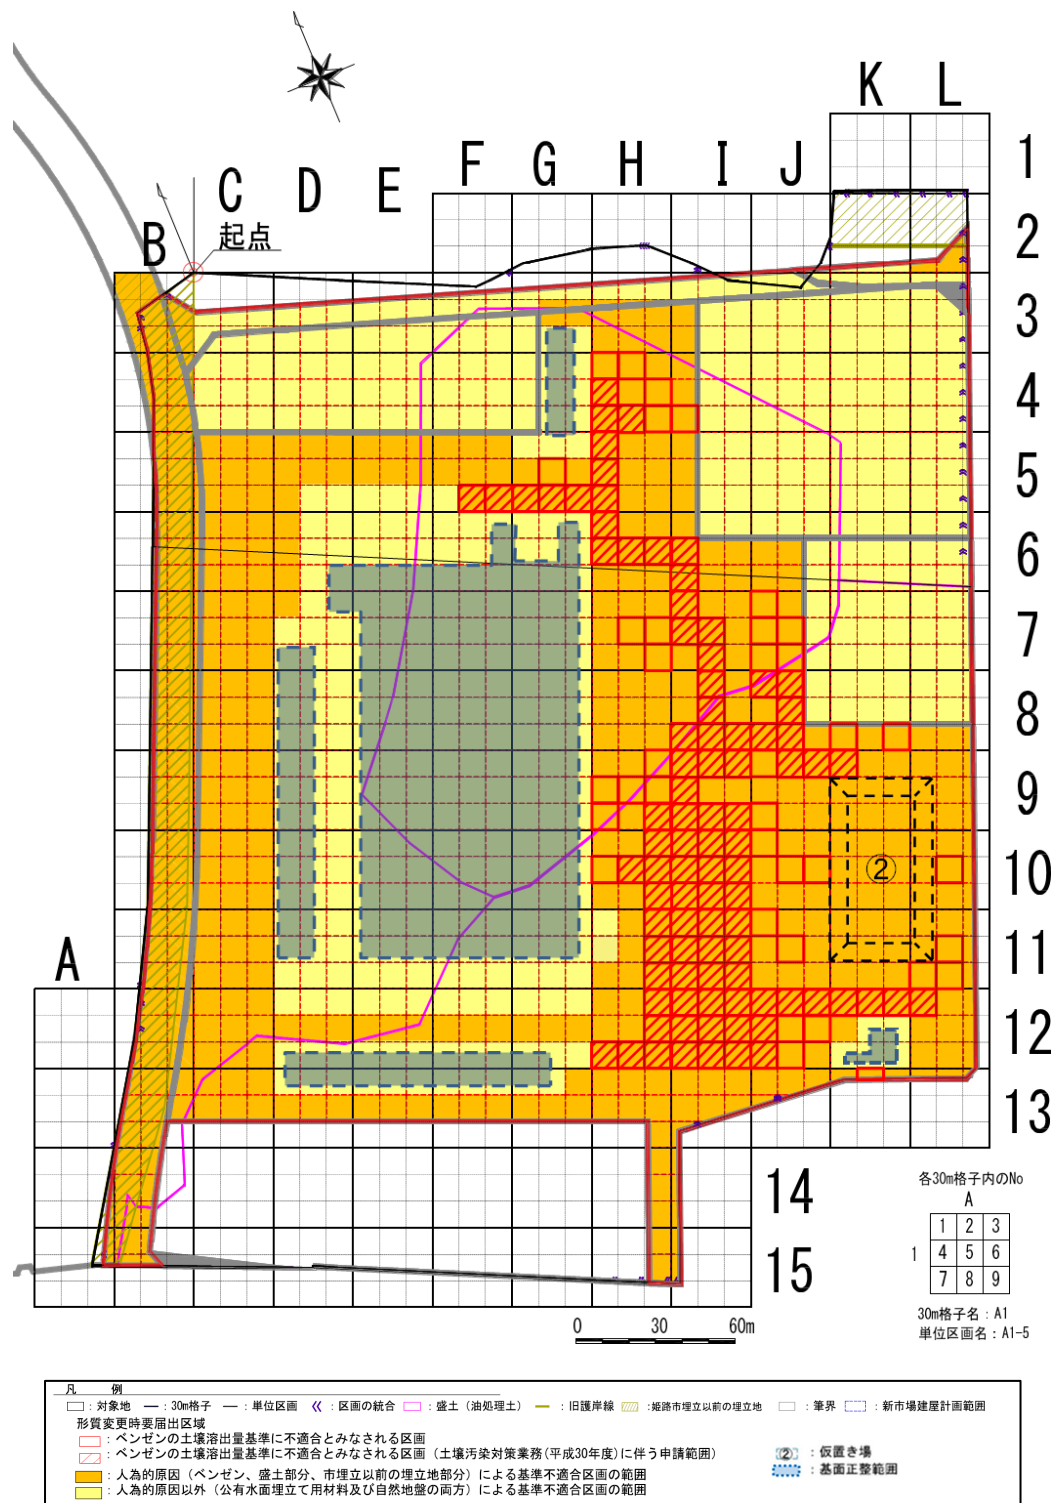 K L
1
F G H I J
C D E
2
B 起点
3
4
5
6
7
8
9
②
10
A
11
12
13
14
15
各30m格子内のNo
A
1 2 3
1 4 5 6
7 8 9
30m格子名：A1
単位区画名：A1-5
0 30 60m
凡 例
：対象地 ：30m格子 ：単位区画 ：区画の統合 ：盛土（油処理土） ：旧護岸線 ：姫路市埋立以前の埋立地 ：筆界 ：新市場建屋計画範囲
形質変更時要届出区域
：ベンゼンの土壌溶出量基準に不適合とみなされる区画
：ベンゼンの土壌溶出量基準に不適合とみなされる区画（土壌汚染対策業務(平成30年度)に伴う申請範囲）
② ：仮置き場
：基面正整範囲
：人為的原因（ベンゼン、盛土部分、市埋立以前の埋立地部分）による基準不適合区画の範囲
：人為的原因以外（公有水面埋立て用材料及び自然地盤の両方）による基準不適合区画の範囲